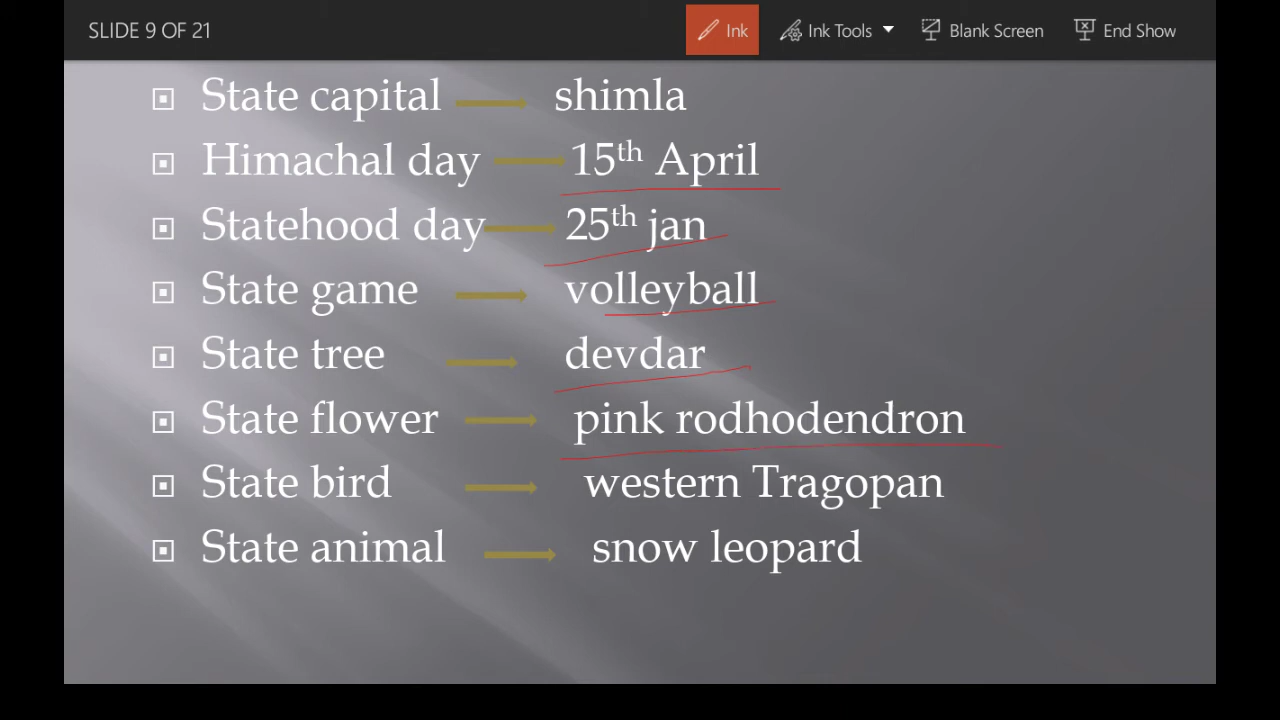 SLIDE 9 OF 21 Ink Ink Tools Blank Screen End Show
State capital shimla
Himachal day 15th April
Statehood day 25th jan
State game volleyball
State tree devdar
State flower pink rodhodendron
State bird western Tragopan
State animal snow leopard